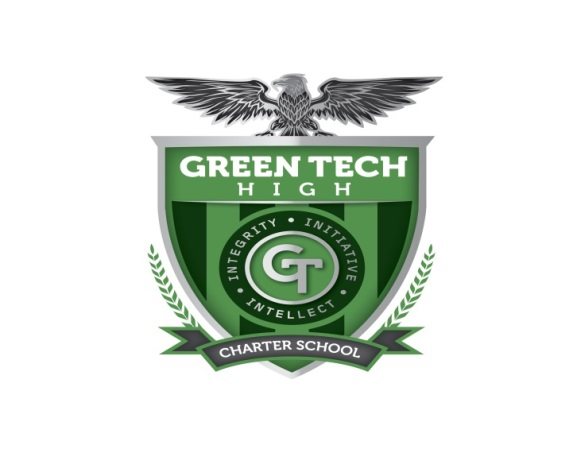 GREEN TECH
HIGH
INTEGRITY • INITIATIVE • INTELLECT •
GT
CHARTER SCHOOL